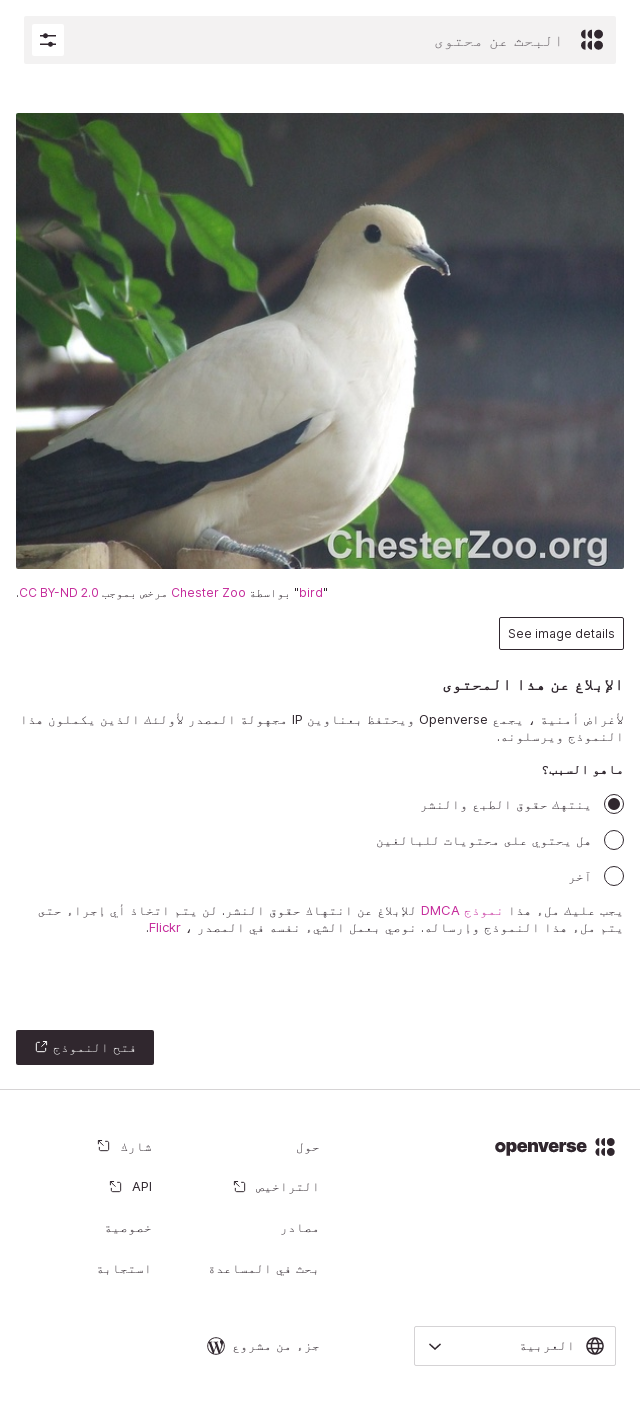 البحث عن محتوى
ChesterZoo.org
"bird" بواسطة Chester Zoo مرخص بموجب CC BY-ND 2.0.
See image details
الإبلاغ عن هذا المحتوى
لأغراض أمنية ، يجمع Openverse ويحتفظ بعناوين IP مجهولة المصدر لأولئك الذين يكملون هذا
النموذج ويرسلونه.
ماهو السبب؟
ينتهك حقوق الطبع والنشر
هل يحتوي على محتويات للبالغين
آخر
يجب عليك ملء هذا نموذج DMCA للإبلاغ عن انتهاك حقوق النشر. لن يتم اتخاذ أي إجراء حتى
يتم ملء هذا النموذج وإرساله. نوصي بعمل الشيء نفسه في المصدر ، Flickr.
فتح النموذج
openverse
حول
شارك
التراخيص
API
مصادر
خصوصية
بحث في المساعدة
استجابة
العربية
جزء من مشروع